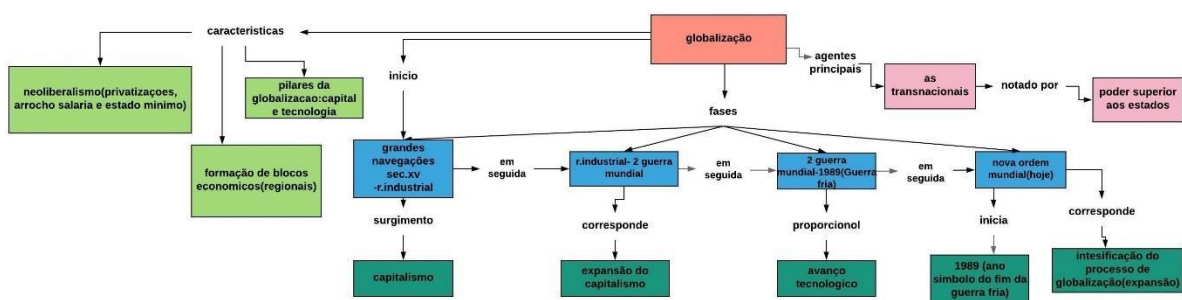 globalização
características
agentes
principais
neoliberalismo(privatizaçoes,
arrocho salaria e estado minimo)
pilares da
globalizacao:capital
e tecnologia
formação de blocos
economicos(regionais)
inicio
fases
as
transnacionais
notado por
poder superior
aos estados
grandes
navegações
sec.xv
-r.industrial
em
seguida
r.industrial- 2 guerra
mundial
em
seguida
2 guerra
mundial-1989(Guerra
fria)
em
seguida
nova ordem
mundial(hoje)
surgimento
corresponde
proporcionol
inicia
corresponde
capitalismo
expansão do
capitalismo
avanço
tecnologico
1989 (ano
simbolo do fim da
guerra fria)
intesificação do
processo de
globalização(expansão)